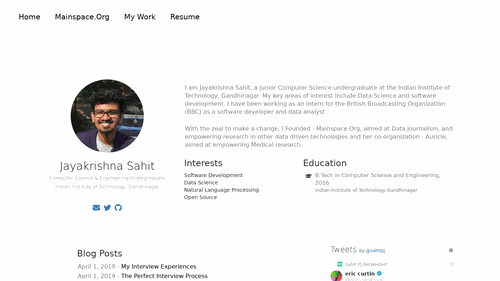 Home Mainspace.Org My Work Resume
I am Jayakrishna Sahit, a Junior Computer Science undergraduate at the Indian Institute of
Technology, Gandhinagar. My key areas of interest include Data Science and software
development. I have been working as an intern for the British Broadcasting Organization
(BBC) as a software developer and data analyst
With the zeal to make a change, I Founded - Mainspace.Org, aimed at Data journalism, and
empowering research in other data driven technologies and her co-organization - Auricle,
aimed at empowering Medical research.
Jayakrishna Sahit
Computer Science & Engineering Undergraduate
Indian Institute of Technology, Gandhinagar
Interests
Software Development
Data Science
Natural Language Processing
Open Source
Education
B.Tech in Computer Science and Engineering,
2016
Indian Institute of Technology Gandhinagar
Blog Posts
April 1, 2019 - My Interview Experiences
April 1, 2019 - The Perfect Interview Process
Tweets by @sahitpj
Sahit PJ Retweeted
eric curtin